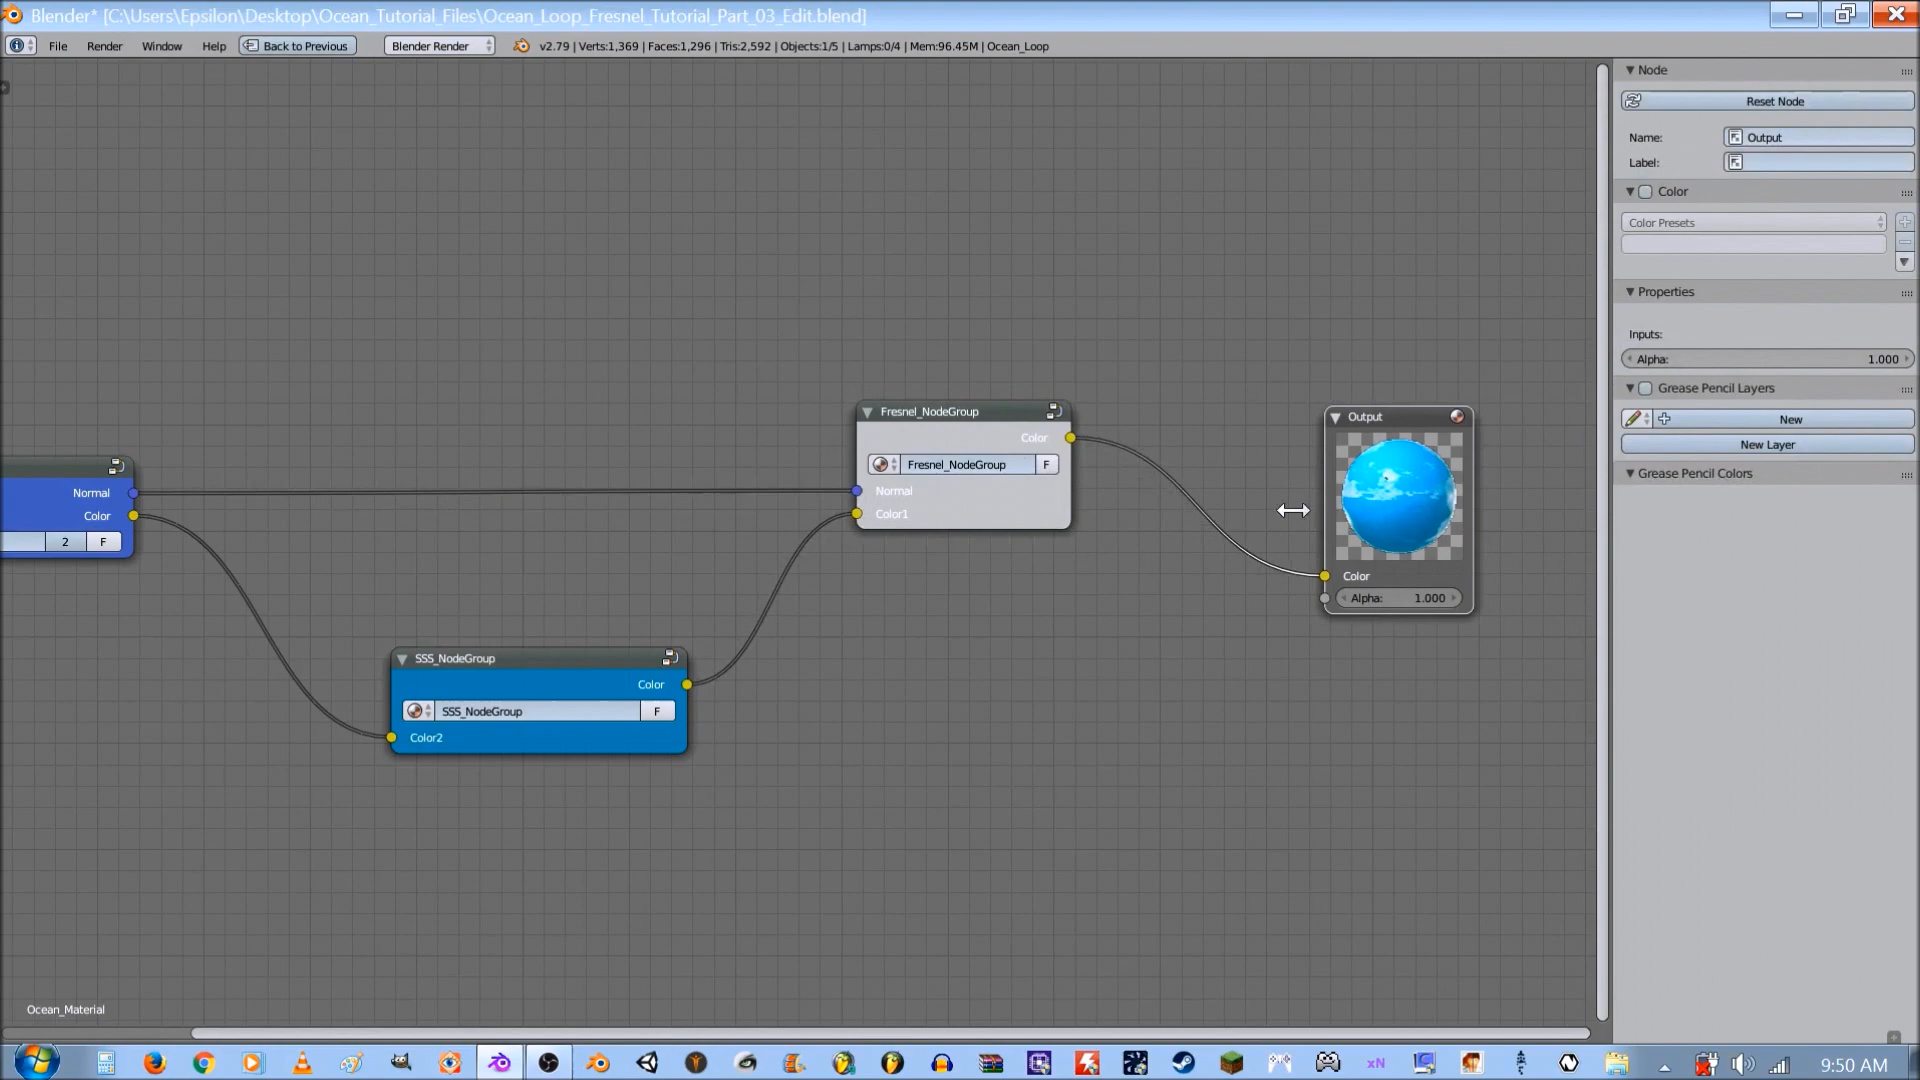 Blender* [C:\Users\Epsilon\Desktop\Ocean_Tutorial_Files\Ocean_Loop_Fresnel_Tutorial_Part_03_Edit.blend]
File Render Window Help Back to Previous Blender Render v2.79 | Verts:1,369 | Faces:1,296 | Tris:2,592 | Objects:1/5 | Lamps:0/4 | Mem:96.45M | Ocean_Loop
Node
Reset Node
Name: Output
Label:
Color
Color Presets
Properties
Inputs:
Alpha: 1.000
Grease Pencil Layers
New
New Layer
Grease Pencil Colors
Normal
Color
2 F
Fresnel_NodeGroup
Color
Fresnel_NodeGroup F
Normal
Color1
Output
Color
Alpha: 1.000
SSS_NodeGroup
Color
SSS_NodeGroup F
Color2
Ocean_Material
xN
9:50 AM